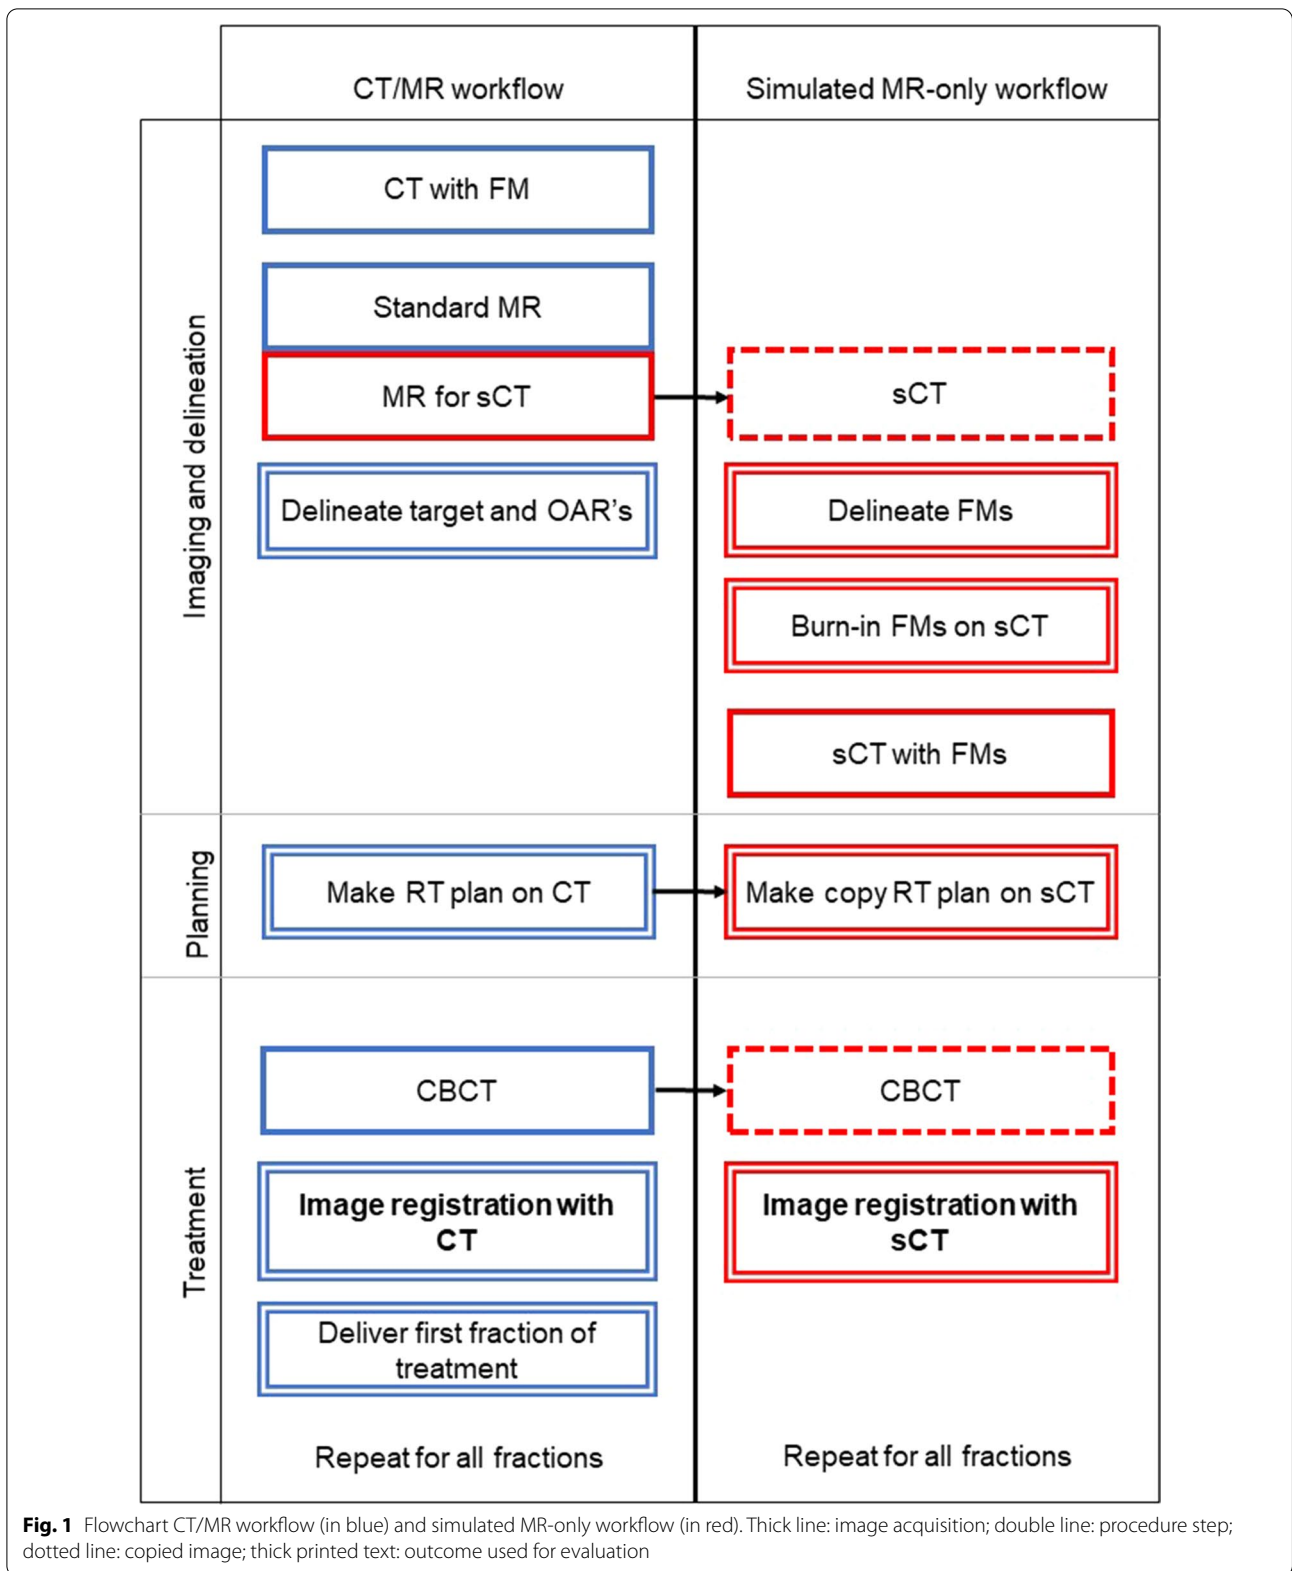 CT/MR workflow
Simulated MR-only workflow
Imaging and delineation
CT with FM
Standard MR
MR for sCT
sCT
Delineate target and OAR's
Delineate FMs
Burn-in FMs on sCT
sCT with FMs
Planning
Make RT plan on CT
Make copy RT plan on sCT
Treatment
CBCT
CBCT
Image registration with
CT
Image registration with
sCT
Deliver first fraction of
treatment
Repeat for all fractions
Repeat for all fractions
Fig. 1 Flowchart CT/MR workflow (in blue) and simulated MR-only workflow (in red). Thick line: image acquisition; double line: procedure step;
dotted line: copied image; thick printed text: outcome used for evaluation